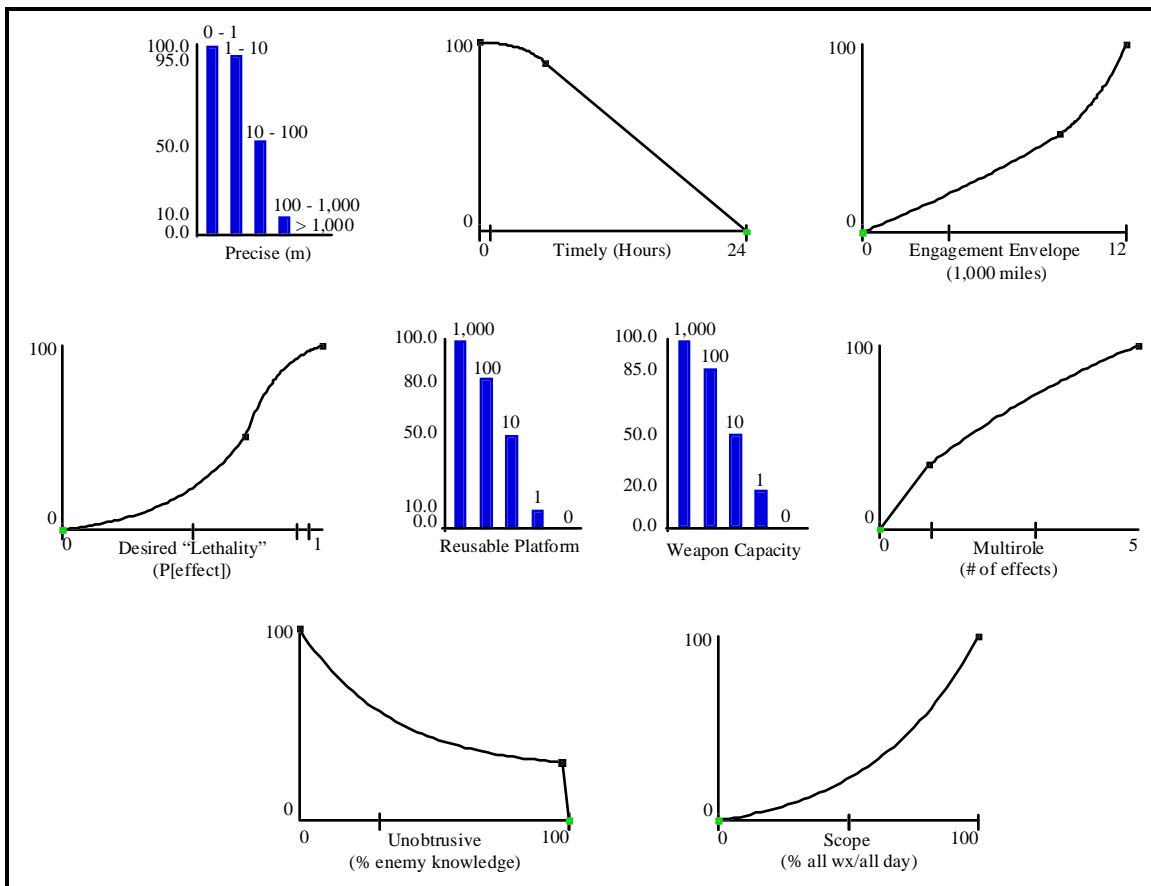 0 - 1
100.0
1 - 10
95.0
10 - 100
50.0
100 - 1,000
10.0
> 1,000
0.0
Precise (m)
100
0
0
Timely (Hours)
24
100
0
0
Engagement Envelope
12
(1,000 miles)
100
0
0
Desired “Lethality”
1
(P[effect])
1,000
100.0
100
80.0
10
50.0
1
10.0
0
0.0
Reusable Platform
1,000
100.0
100
85.0
10
50.0
1
20.0
0
0.0
Weapon Capacity
100
0
0
Multirole
5
(# of effects)
100
0
0
Unobtrusive
100
(% enemy knowledge)
100
0
0
Scope
100
(% all wx/all day)